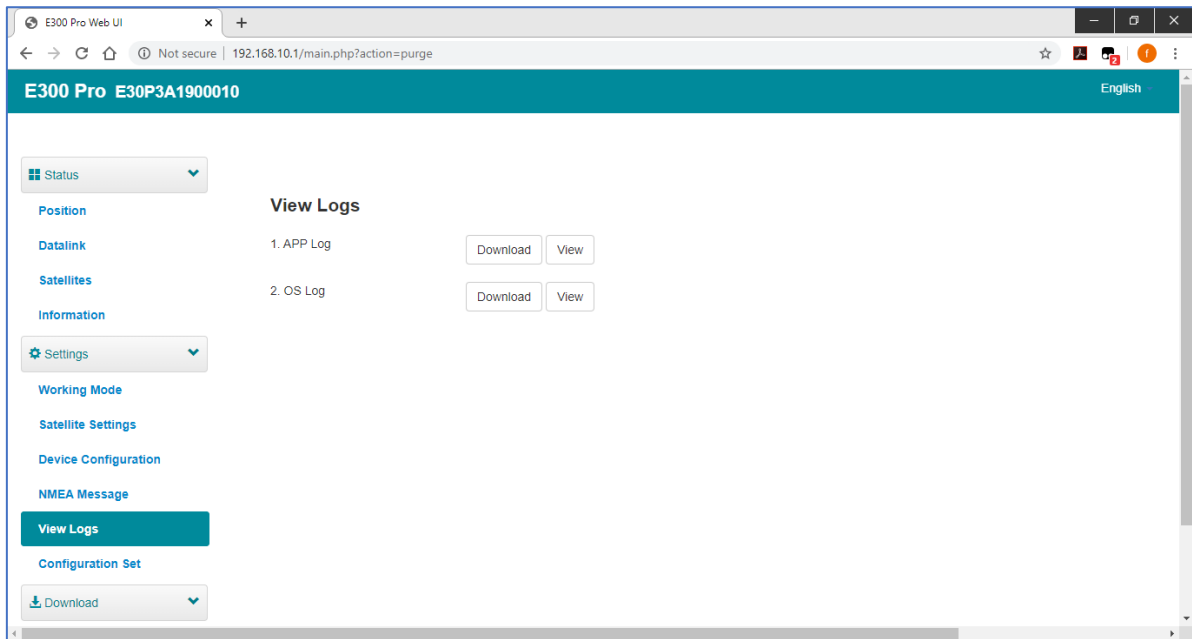 E300 Pro Web UI
Not secure | 192.168.10.1/main.php?action=purge
2
f
E300 Pro E30P3A1900010
English
Status
Position
Datalink
Satellites
Information
Settings
Working Mode
Satellite Settings
Device Configuration
NMEA Message
View Logs
Configuration Set
Download
View Logs
1. APP Log Download View
2. OS Log Download View